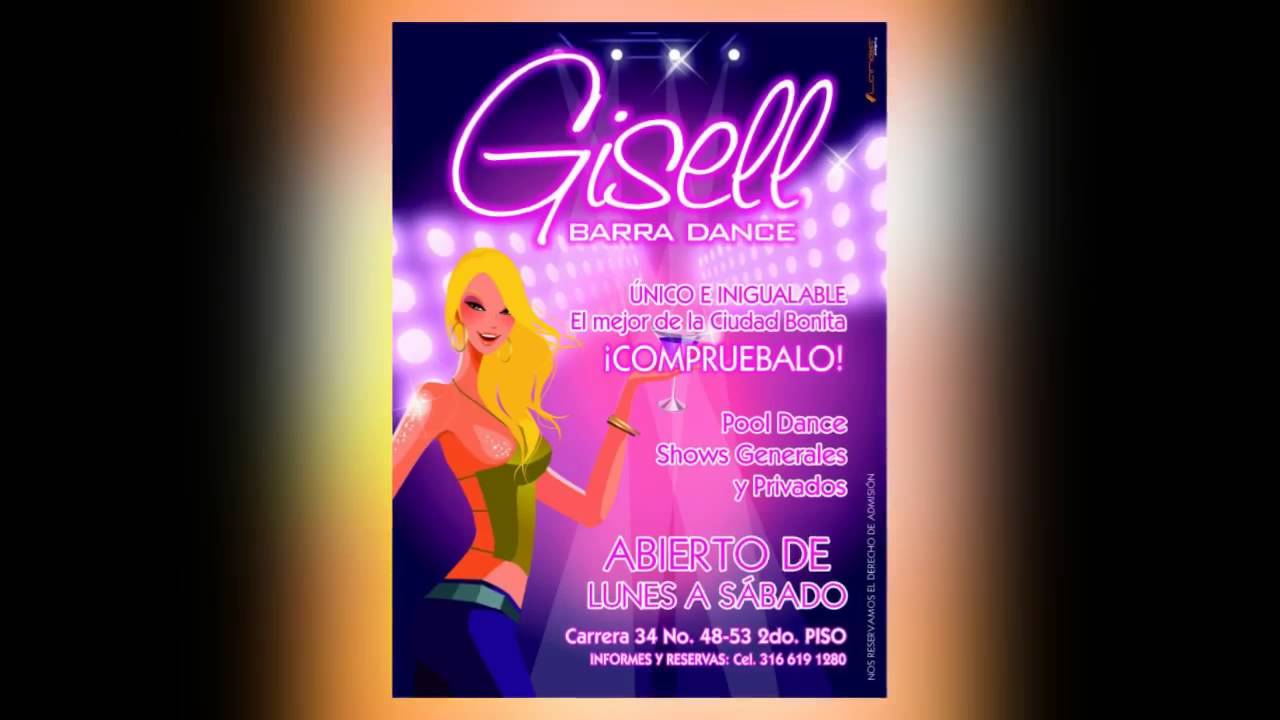 Gisell
BARRA DANCE
ÚNICO E INIGUALABLE
El mejor de la Ciudad Bonita
¡COMPRUEBALO!
Pool Dance
Shows Generales
y Privados
ABIERTO DE
LUNES A SÁBADO
Carrera 34 No. 48-53 2do. PISO
INFORMES Y RESERVAS: Cel. 316 619 1280
NOS RESERVAMOS EL DERECHO DE ADMISIÓN